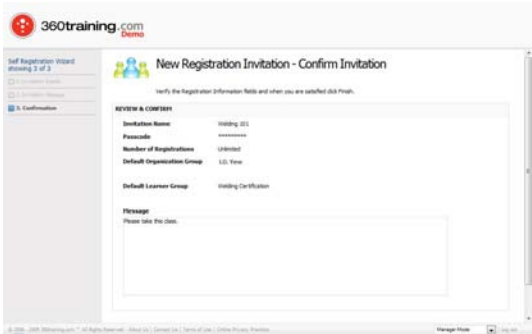 360training.com
Demo
Self Registration Wizard
showing 3 of 3
3. Confirmation
New Registration Invitation - Confirm Invitation
Verify the Registration Information fields and when you are satisfied click Finish.
REVIEW & CONFIRM
Invitation Name Welding 101
Passcode *********
Number of Registrations Unlimited
Default Organization Group
Default Learner Group Welding Certification
Message
Please take this class.
Manager Mode
Log out